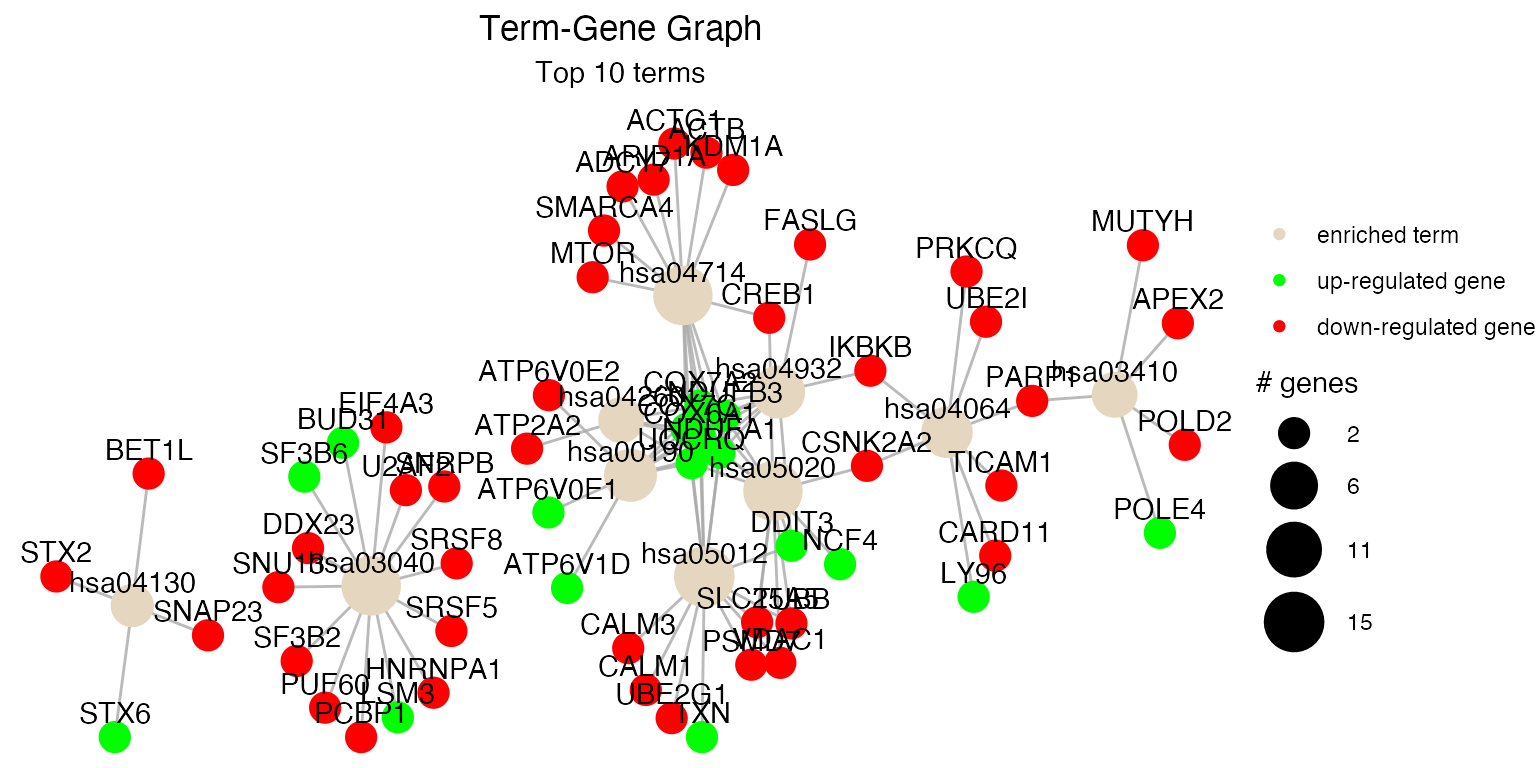 Term-Gene Graph
Top 10 terms
ACTG1
ACTB
KDM1A
ARID1A
ADCY7
SMARCA4
MTOR
hsa04714
FASLG
CREB1
PRKCQ
UBE2I
MUTYH
APEX2
IKBKB
hsa04932
PARP1
hsa03410
ATP6V0E2
hsa04260
COX7A2
NDUFB3
COX6A1
NDUFA1
UQCRQ
hsa04064
POLD2
ATP2A2
hsa00190
CSNK2A2
hsa05020
TICAM1
EIF4A3
BUD31
SF3B6
U2AF2
SNRPB
BET1L
ATP6V0E1
DDIT3
NCF4
POLE4
DDX23
SRSF8
CARD11
STX2
hsa04130
SNU13
hsa03040
ATP6V1D
hsa05012
LY96
SNAP23
SRSF5
SLC25A5
SF3B2
CALM3
PSMD7
VDAC1
HNRNPA1
CALM1
PUF60
LSM3
UBE2G1
STX6
PCBP1
TXN
enriched term
up-regulated gene
down-regulated gene
# genes
2
6
11
15